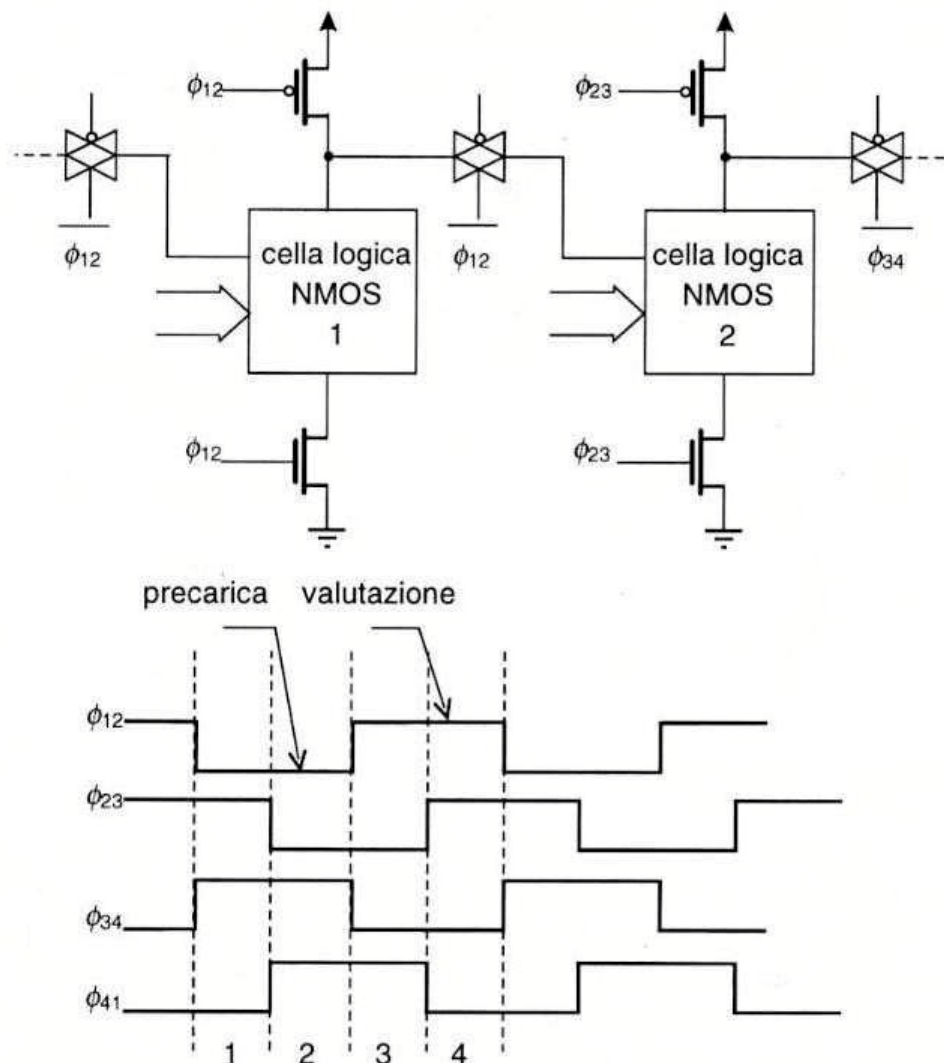 ϕ12
ϕ23
ϕ12
cella logica
NMOS
1
ϕ12
cella logica
NMOS
2
ϕ34
ϕ12
ϕ23
precarica valutazione
ϕ12
ϕ23
ϕ34
ϕ41
1 2 3 4